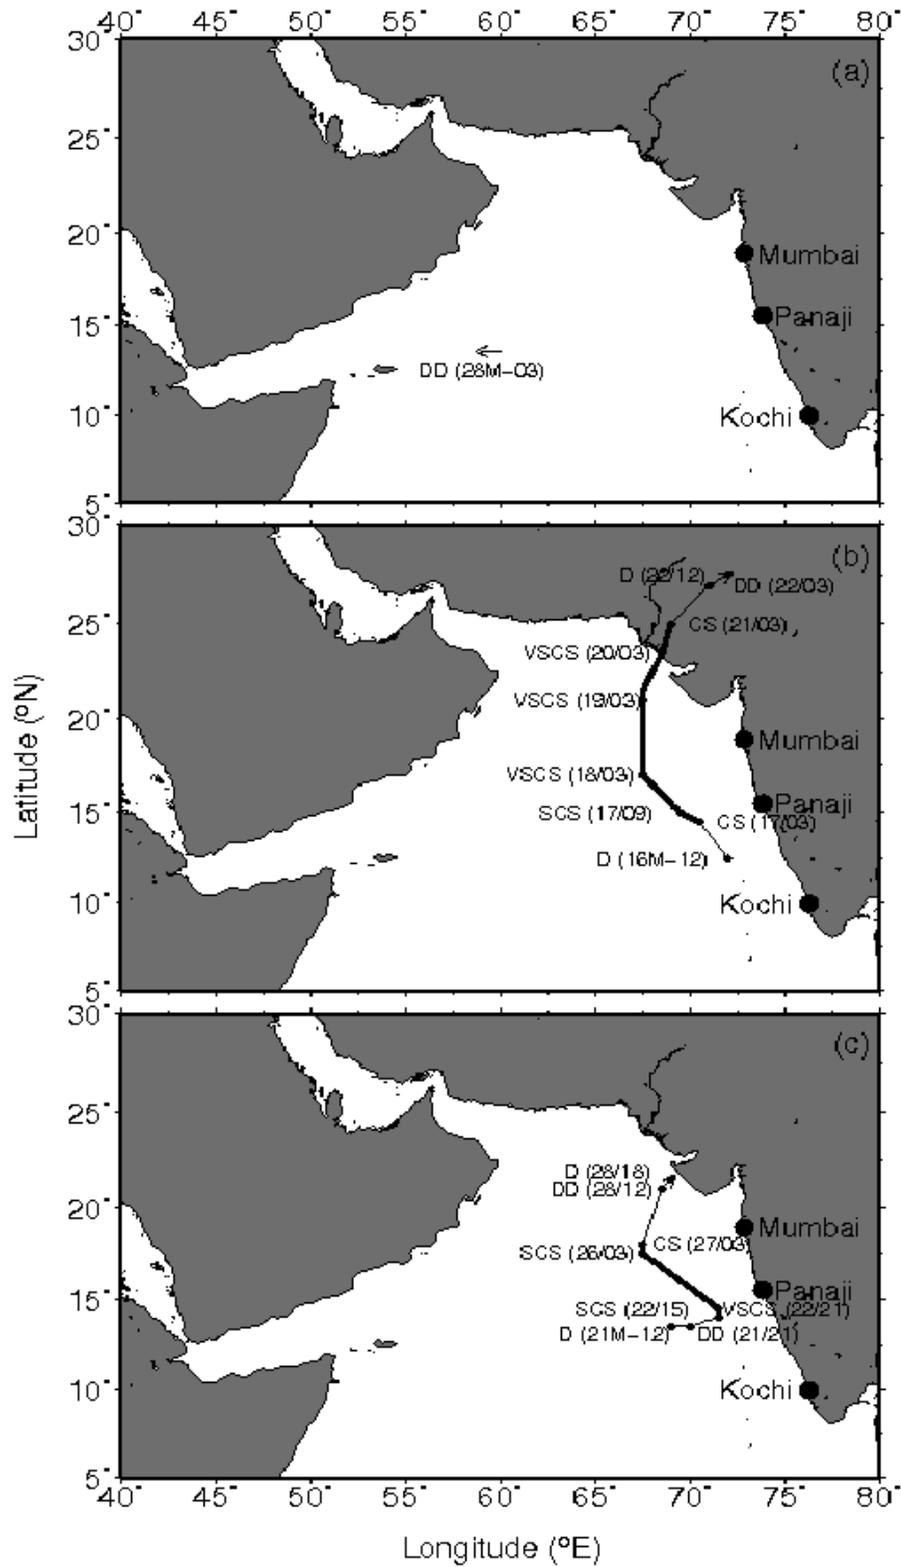 40° 45° 50° 55° 60° 65° 70° 75° 80°
30°
(a)
25°
20°
Mumbai
15°
Panaji
DD (28M-03)
10°
Kochi
5°
30°
(b)
D (22/12)
DD (22/03)
25°
CS (21/03)
VSCS (20/03)
VSCS (19/03)
20°
Mumbai
VSCS (18/03)
15°
Panaji
SCS (17/09)
CS (17/03)
D (16M-12)
10°
Kochi
5°
Latitude (ºN)
30°
(c)
25°
D (28/18)
DD (28/12)
20°
Mumbai
CS (27/03)
SCS (26/03)
15°
Panaji
SCS (22/15)
VSCS (22/21)
D (21M-12)
DD (21/21)
10°
Kochi
5°
40° 45° 50° 55° 60° 65° 70° 75° 80°
Longitude (ºE)